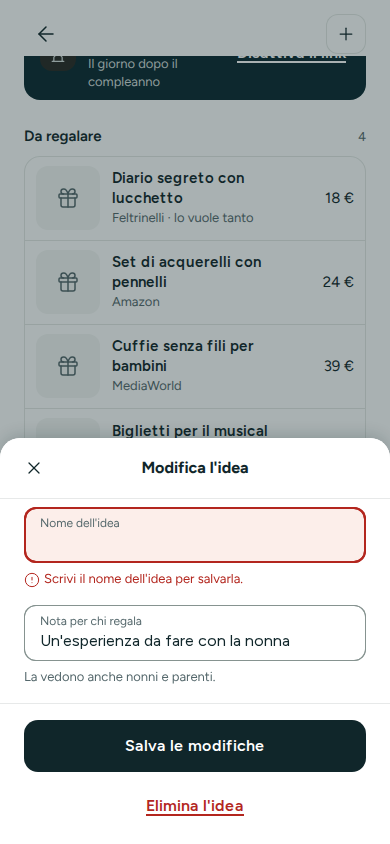 Il giorno dopo il
compleanno
Disattiva il link
Da regalare
4
Diario segreto con
lucchetto
Feltrinelli · lo vuole tanto
18 €
Set di acquerelli con
pennelli
Amazon
24 €
Cuffie senza fili per
bambini
MediaWorld
39 €
Biglietti per il musical
Modifica l'idea
Nome dell'idea
Scrivi il nome dell'idea per salvarla.
Nota per chi regala
Un'esperienza da fare con la nonna
La vedono anche nonni e parenti.
Salva le modifiche
Elimina l'idea